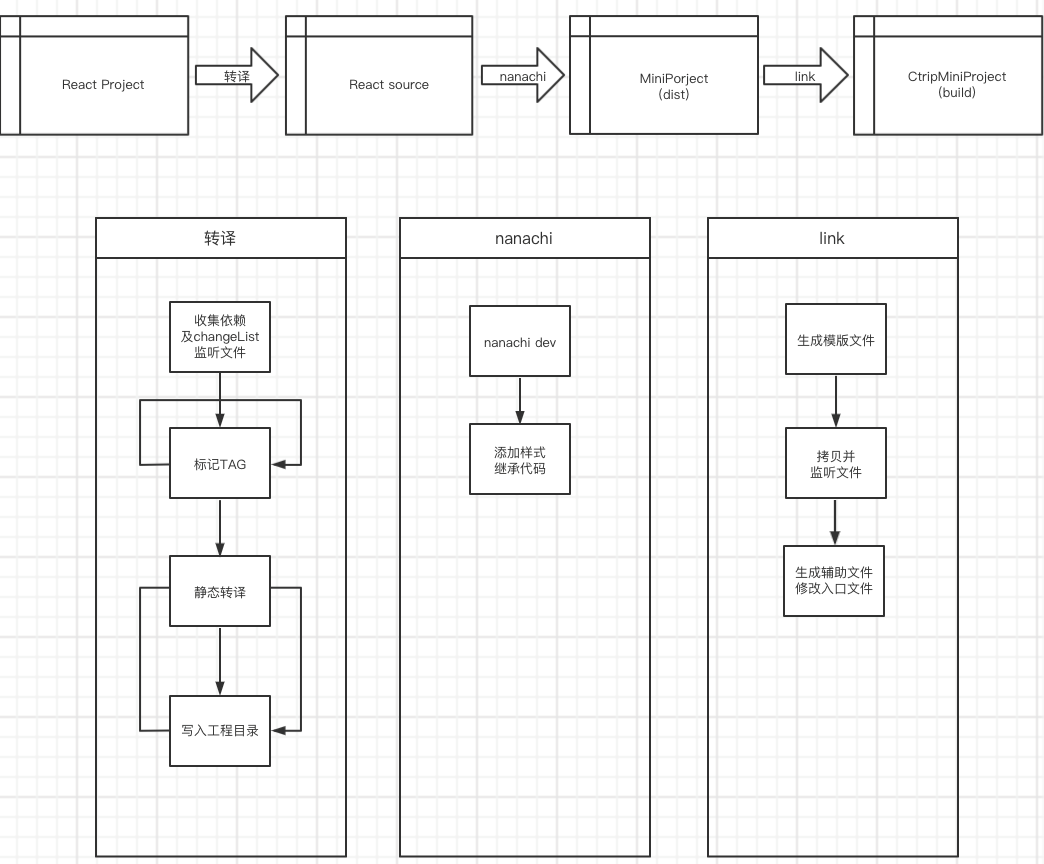 React Project
转译
React source
nanachi
MiniPorject
(dist)
link
CtripMiniProject
(build)
转译
收集依赖
及changeList
监听文件
标记TAG
静态转译
写入工程目录
nanachi
nanachi dev
添加样式
继承代码
link
生成模版文件
拷贝并
监听文件
生成辅助文件
修改入口文件